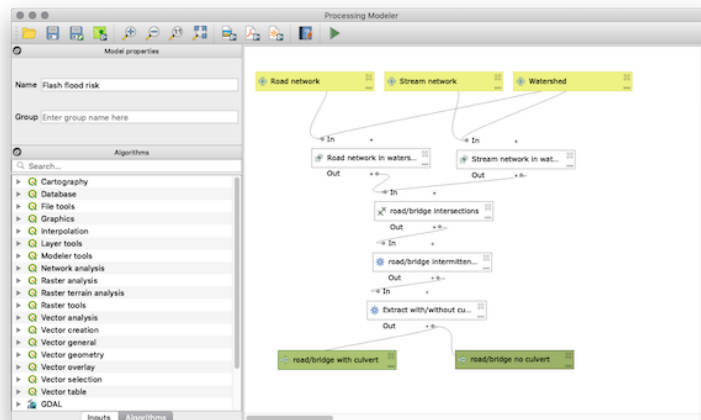 Processing Modeler
Model properties
Name Flash flood risk
Group Enter group name here
Algorithms
Search...
Cartography
Database
File tools
Graphics
Interpolation
Layer tools
Modeler tools
Network analysis
Raster analysis
Raster terrain analysis
Raster tools
Vector analysis
Vector creation
Vector general
Vector geometry
Vector overlay
Vector selection
Vector table
GDAL
Inputs Algorithms
Road network Stream network Watershed
In In
Road network in waters... Stream network in wat...
Out Out
In
road/bridge intersections
Out
In
road/bridge intermitten...
Out
In
Extract with/without cu...
Out
road/bridge with culvert road/bridge no culvert